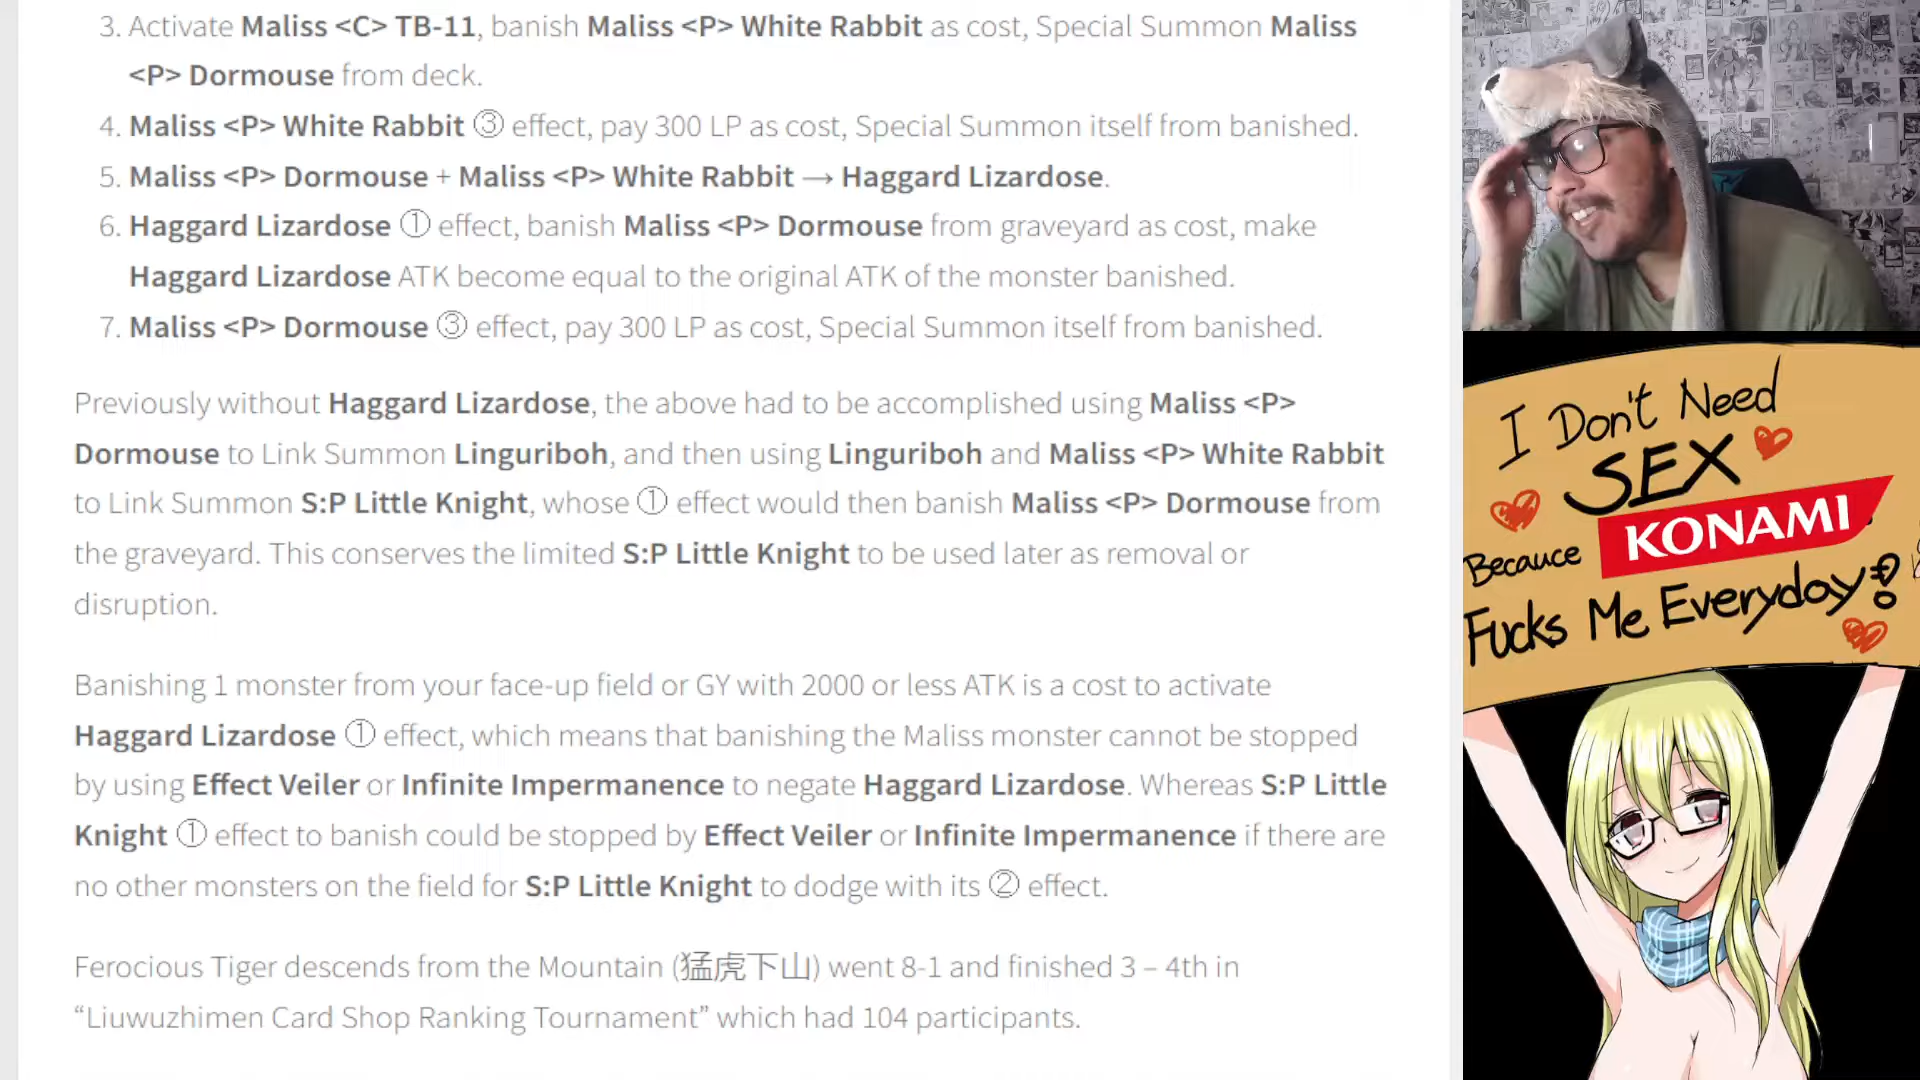 3. Activate Maliss <C> TB-11, banish Maliss <P> White Rabbit as cost, Special Summon Maliss
<P> Dormouse from deck.
4. Maliss <P> White Rabbit ③ effect, pay 300 LP as cost, Special Summon itself from banished.
5. Maliss <P> Dormouse + Maliss <P> White Rabbit → Haggard Lizardose.
6. Haggard Lizardose ① effect, banish Maliss <P> Dormouse from graveyard as cost, make
Haggard Lizardose ATK become equal to the original ATK of the monster banished.
7. Maliss <P> Dormouse ③ effect, pay 300 LP as cost, Special Summon itself from banished.
Previously without Haggard Lizardose, the above had to be accomplished using Maliss <P>
Dormouse to Link Summon Linguriboh, and then using Linguriboh and Maliss <P> White Rabbit
to Link Summon S:P Little Knight, whose ① effect would then banish Maliss <P> Dormouse from
the graveyard. This conserves the limited S:P Little Knight to be used later as removal or
disruption.
Banishing 1 monster from your face-up field or GY with 2000 or less ATK is a cost to activate
Haggard Lizardose ① effect, which means that banishing the Maliss monster cannot be stopped
by using Effect Veiler or Infinite Impermanence to negate Haggard Lizardose. Whereas S:P Little
Knight ① effect to banish could be stopped by Effect Veiler or Infinite Impermanence if there are
no other monsters on the field for S:P Little Knight to dodge with its ② effect.
Ferocious Tiger descends from the Mountain (猛虎下山) went 8-1 and finished 3 – 4th in
“Liuwuzhimen Card Shop Ranking Tournament” which had 104 participants.
I Don't Need
SEX
Becauce KONAMI
Fucks Me Everyday!